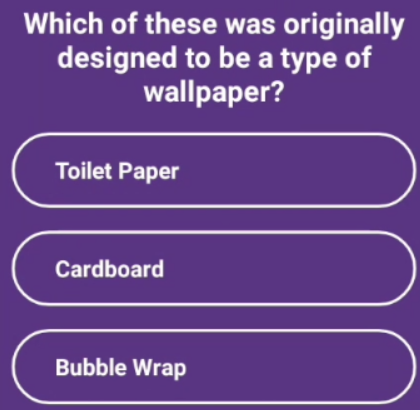 Which of these was originally
designed to be a type of
wallpaper?
Toilet Paper
Cardboard
Bubble Wrap